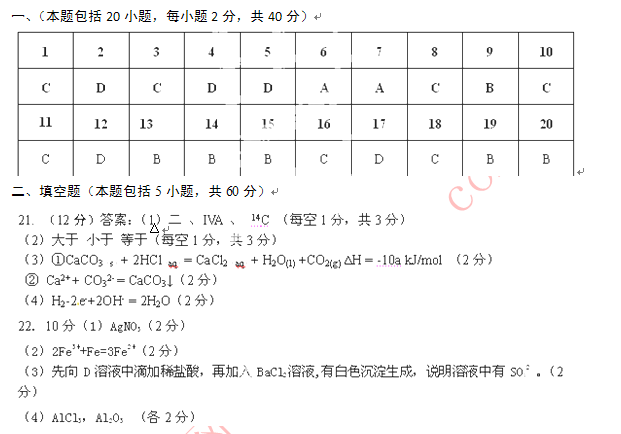 一、（本题包括 20 小题，每小题 2 分，共 40 分）
1 2 3 4 5 6 7 8 9 10
C D C D D A A C B C
11 12 13 14 15 16 17 18 19 20
C D B B B C D C B B
二、填空题（本题包括 5 小题，共 60 分）
21. （12 分）答案：（1）二 、IVA 、 ¹⁴C （每空 1 分，共 3 分）
（2）大于 小于 等于（每空 1 分，共 3 分）
（3）①CaCO₃ s + 2HCl aq = CaCl₂ aq + H₂O(l) +CO₂(g) ΔH = -10a kJ/mol （2 分）
② Ca²⁺ + CO₃²⁻ = CaCO₃↓（2 分）
（4）H₂-2e⁻+2OH⁻ = 2H₂O（2 分）
22. 10 分（1）AgNO₃（2 分）
（2）2Fe³⁺+Fe=3Fe²⁺（2 分）
（3）先向 D 溶液中滴加稀盐酸，再加入 BaCl₂溶液,有白色沉淀生成，说明溶液中有 SO₄²⁻。（2
分）
（4）AlCl₃，Al₂O₃ （各 2 分）